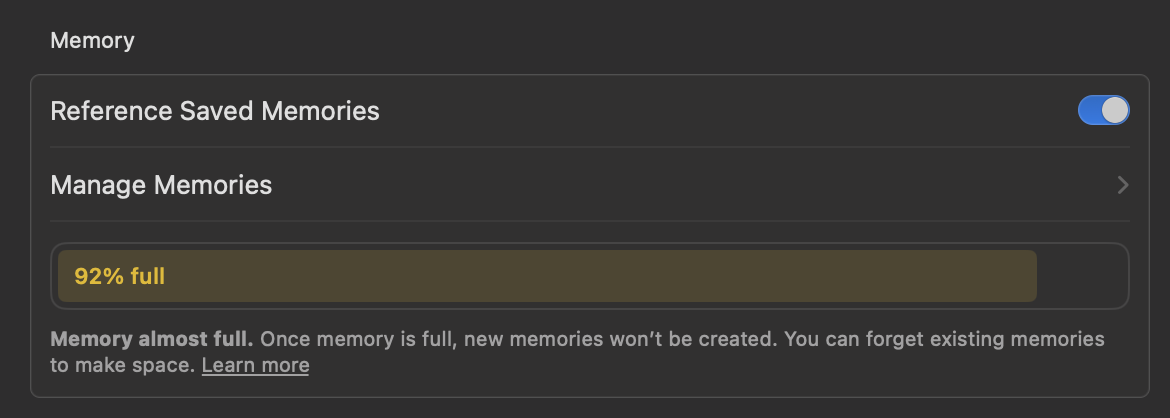 Memory
Reference Saved Memories
Manage Memories
92% full
Memory almost full. Once memory is full, new memories won’t be created. You can forget existing memories
to make space. Learn more